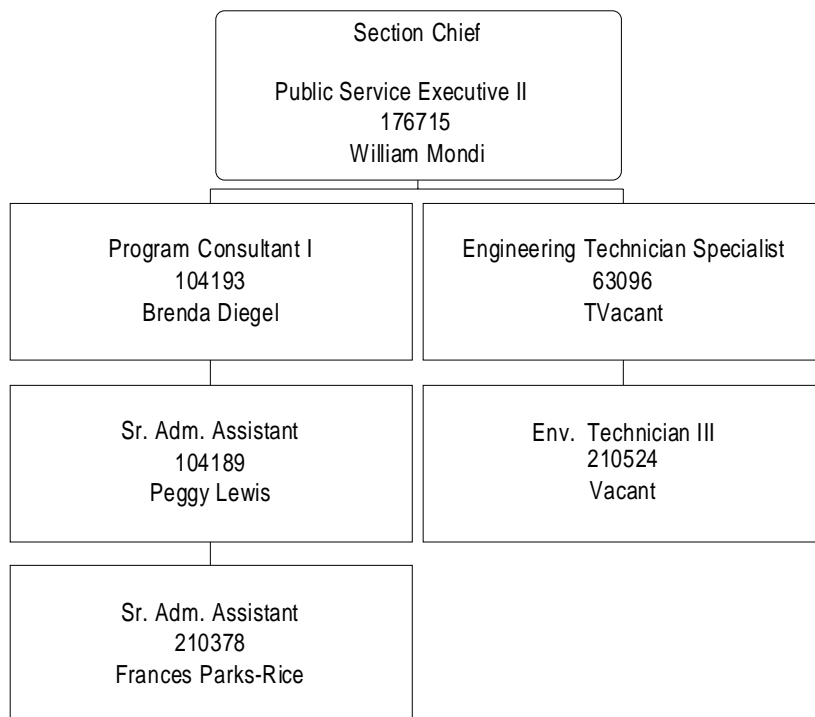 Section Chief
Public Service Executive II
176715
William Mondi
Program Consultant I
104193
Brenda Diegel
Engineering Technician Specialist
63096
TVacant
Sr. Adm. Assistant
104189
Peggy Lewis
Env. Technician III
210524
Vacant
Sr. Adm. Assistant
210378
Frances Parks-Rice